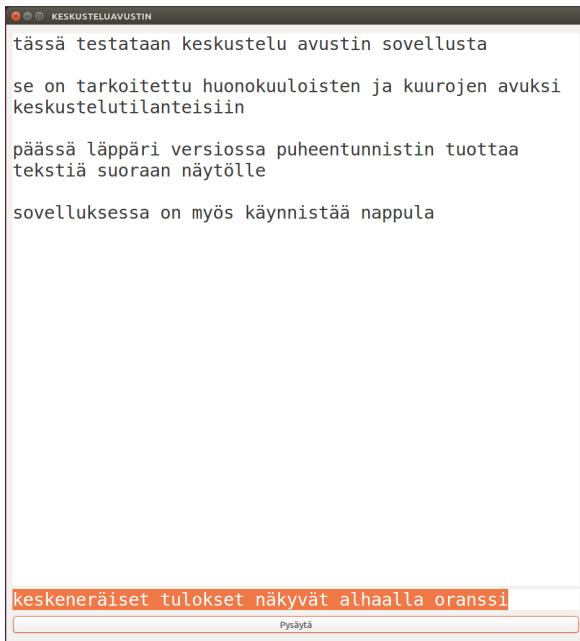 KESKUSTELUAVUSTIN
tässä testataan keskustelu avustin sovellusta
se on tarkoitettu huonokuuloisten ja kuurojen avuksi
keskustelutilanteisiin
päässä läppäri versiossa puheentunnistin tuottaa
tekstiä suoraan näytölle
sovelluksessa on myös käynnistää nappula
keskeneräiset tulokset näkyvät alhaalla oranssi
Pysäytä